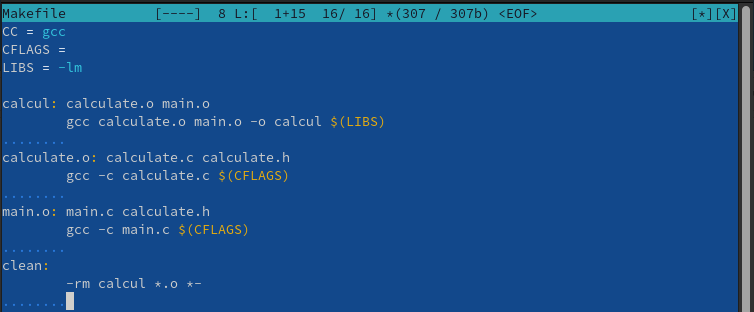 Makefile [----] 8 L:[ 1+15 16/ 16] *(307 / 307b) <EOF> [*][X]
CC = gcc
CFLAGS =
LIBS = -lm
calcul: calculate.o main.o
gcc calculate.o main.o -o calcul $(LIBS)
........
calculate.o: calculate.c calculate.h
gcc -c calculate.c $(CFLAGS)
........
main.o: main.c calculate.h
gcc -c main.c $(CFLAGS)
........
clean:
-rm calcul *.o *~
........